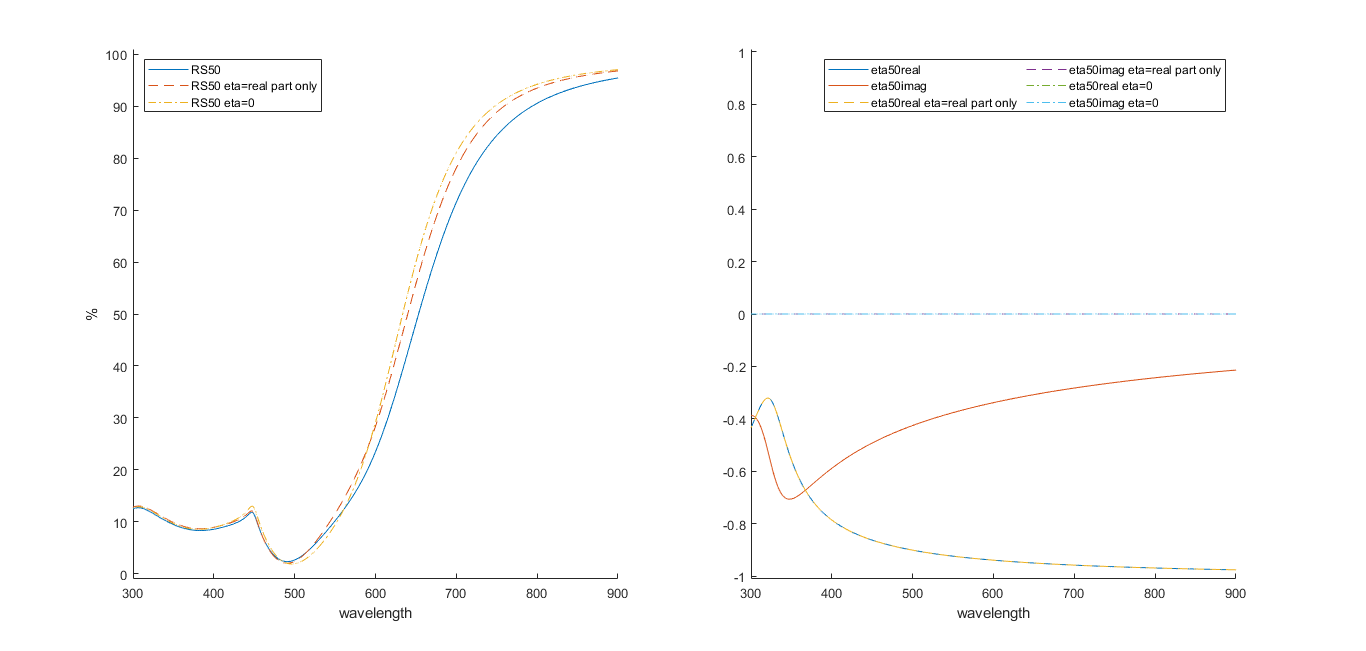 RS50
RS50 eta=real part only
RS50 eta=0
100
90
80
70
60
50
40
30
20
10
0
%
300 400 500 600 700 800 900
wavelength
eta50real
eta50imag
eta50real eta=real part only
eta50imag eta=real part only
eta50real eta=0
eta50imag eta=0
1
0.8
0.6
0.4
0.2
0
-0.2
-0.4
-0.6
-0.8
-1
300 400 500 600 700 800 900
wavelength